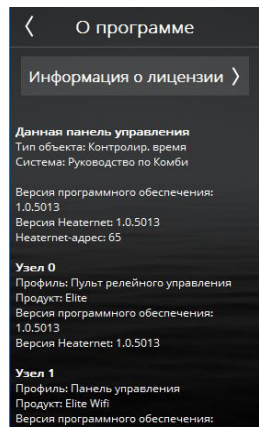 О программе
Информация о лицензии
Данная панель управления
Тип объекта: Контролир. время
Система: Руководство по Комби
Версия программного обеспечения:
1.0.5013
Версия Heaternet: 1.0.5013
Heaternet-адрес: 65
Узел 0
Профиль: Пульт релейного управления
Продукт: Elite
Версия программного обеспечения:
1.0.5013
Версия Heaternet: 1.0.5013
Узел 1
Профиль: Панель управления
Продукт: Elite Wifi
Версия программного обеспечения: